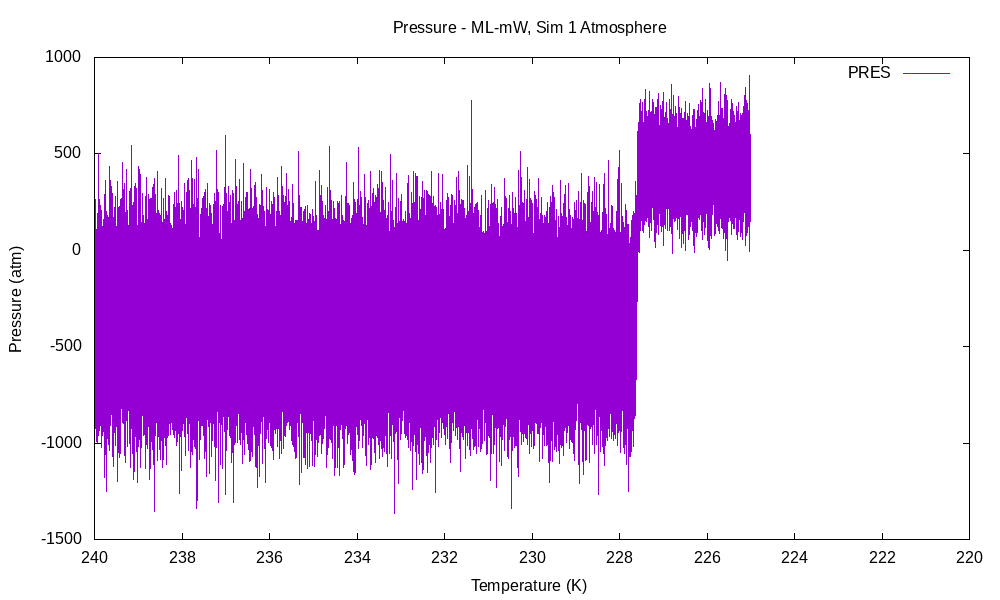 Pressure - ML-mW, Sim 1 Atmosphere
PRES
1000
500
0
-500
-1000
-1500
Pressure (atm)
240 238 236 234 232 230 228 226 224 222 220
Temperature (K)